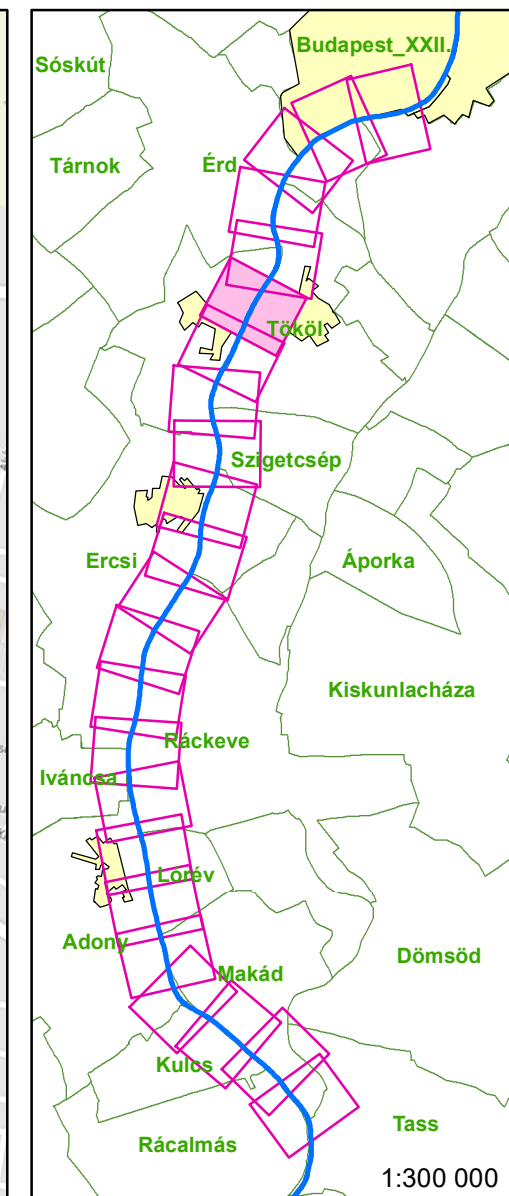 Budapest_XXII.
Sóskút
Tárnok
Érd
Tököl
Szigetcsép
Ercsi
Áporka
Kiskunlacháza
Ráckeve
Iváncsa
Lórév
Adony
Dömsöd
Makád
Kulcs
Tass
Rácalmás
1:300 000